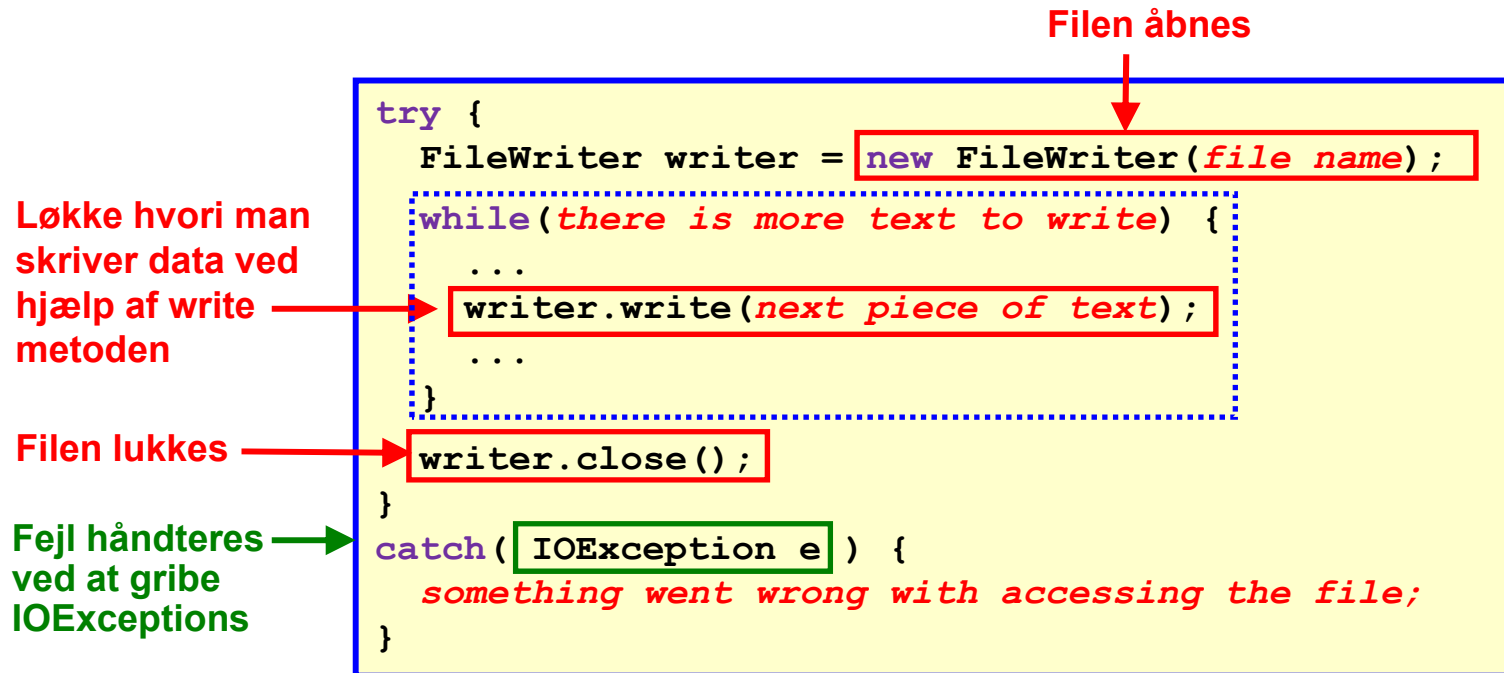 Filen åbnes
try {
FileWriter writer = new FileWriter(file name);
while(there is more text to write) {
...
writer.write(next piece of text);
...
}
writer.close();
}
catch( IOException e ) {
something went wrong with accessing the file;
}
Løkke hvori man
skriver data ved
hjælp af write
metoden
Filen lukkes
Fejl håndteres
ved at gribe
IOExceptions